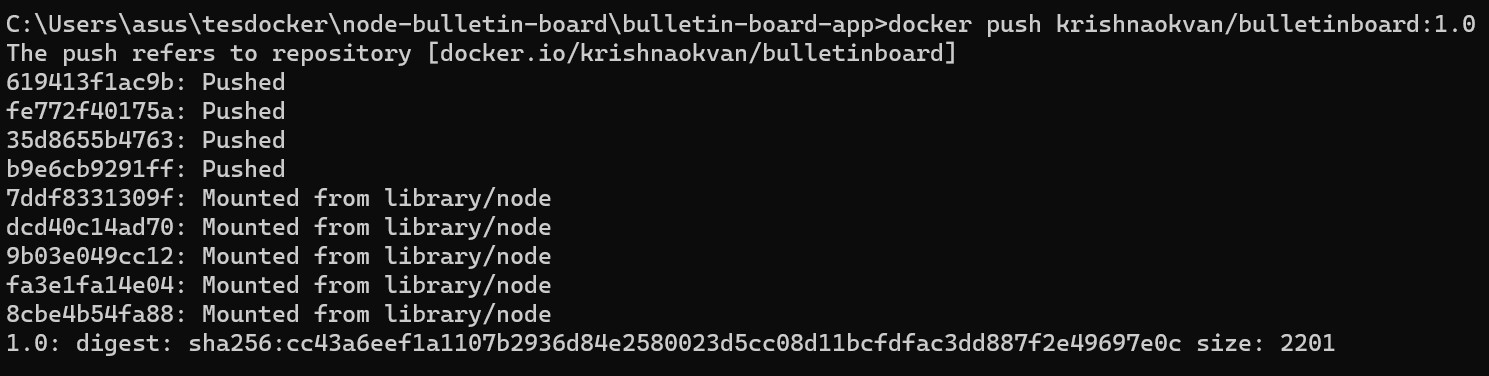 C:\Users\asus\tesdocker\node-bulletin-board\bulletin-board-app>docker push krishnaokvan/bulletinboard:1.0
The push refers to repository [docker.io/krishnaokvan/bulletinboard]
619413f1ac9b: Pushed
fe772f40175a: Pushed
35d8655b4763: Pushed
b9e6cb9291ff: Pushed
7ddf8331309f: Mounted from library/node
dcd40c14ad70: Mounted from library/node
9b03e049cc12: Mounted from library/node
fa3e1fa14e04: Mounted from library/node
8cbe4b54fa88: Mounted from library/node
1.0: digest: sha256:cc43a6eef1a1107b2936d84e2580023d5cc08d11bcfdfac3dd887f2e49697e0c size: 2201